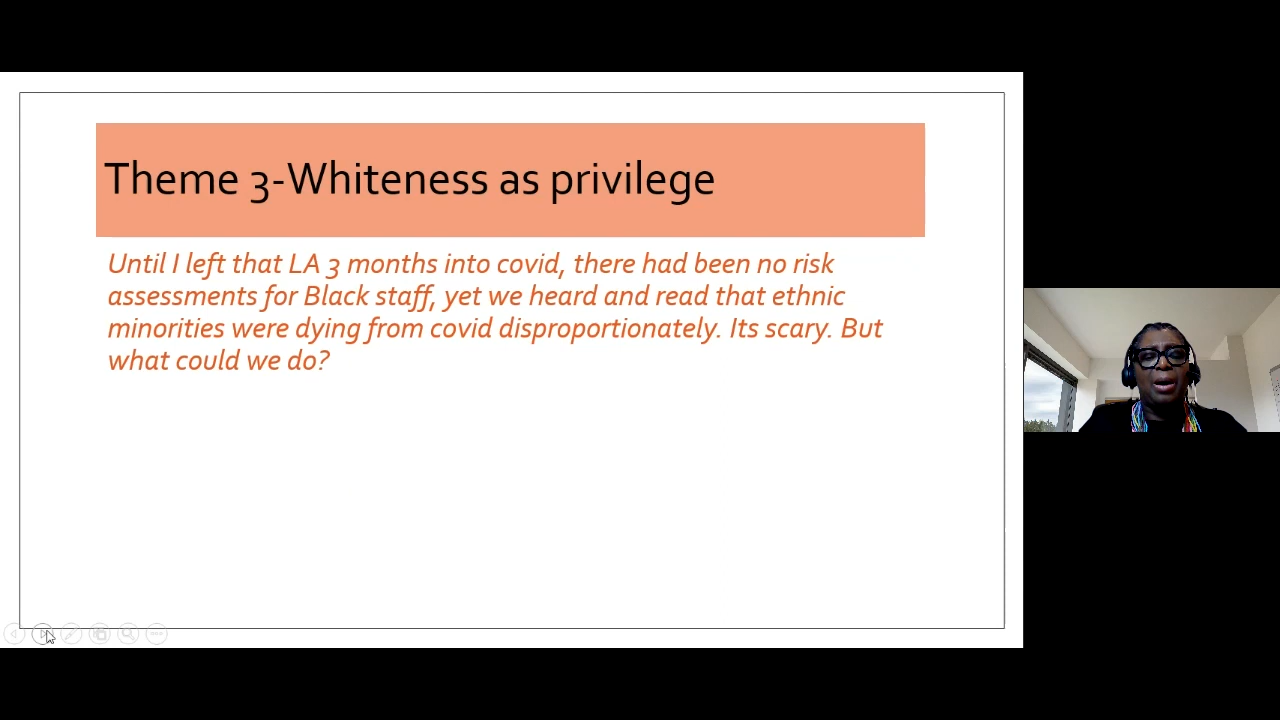 Theme 3-Whiteness as privilege
Until I left that LA 3 months into covid, there had been no risk
assessments for Black staff, yet we heard and read that ethnic
minorities were dying from covid disproportionately. Its scary. But
what could we do?